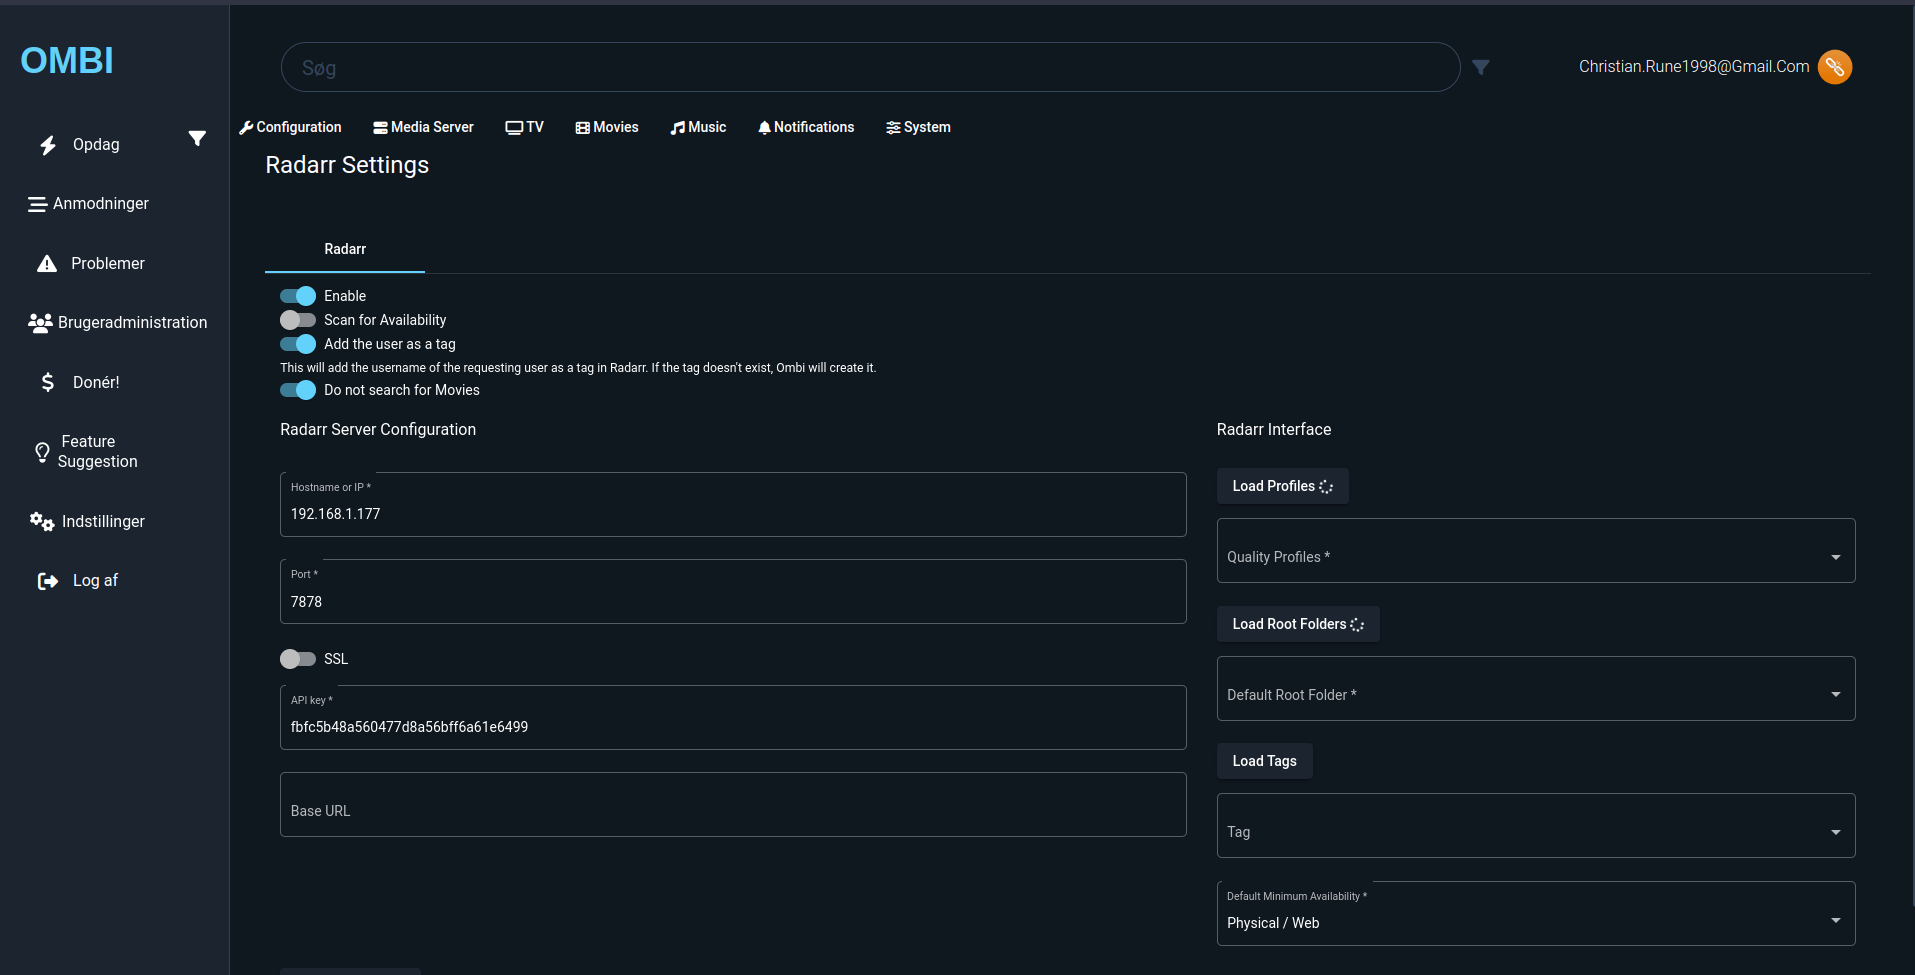 OMBI
Søg
Christian.Rune1998@Gmail.Com
Opdag
Anmodninger
Problemer
Brugeradministration
Donér!
Feature
Suggestion
Indstillinger
Log af
Configuration Media Server TV Movies Music Notifications System
Radarr Settings
Radarr
Enable
Scan for Availability
Add the user as a tag
This will add the username of the requesting user as a tag in Radarr. If the tag doesn't exist, Ombi will create it.
Do not search for Movies
Radarr Server Configuration
Hostname or IP *
192.168.1.177
Port *
7878
SSL
API key *
fbfc5b48a560477d8a56bff6a61e6499
Base URL
Radarr Interface
Load Profiles
Quality Profiles *
Load Root Folders
Default Root Folder *
Load Tags
Tag
Default Minimum Availability *
Physical / Web